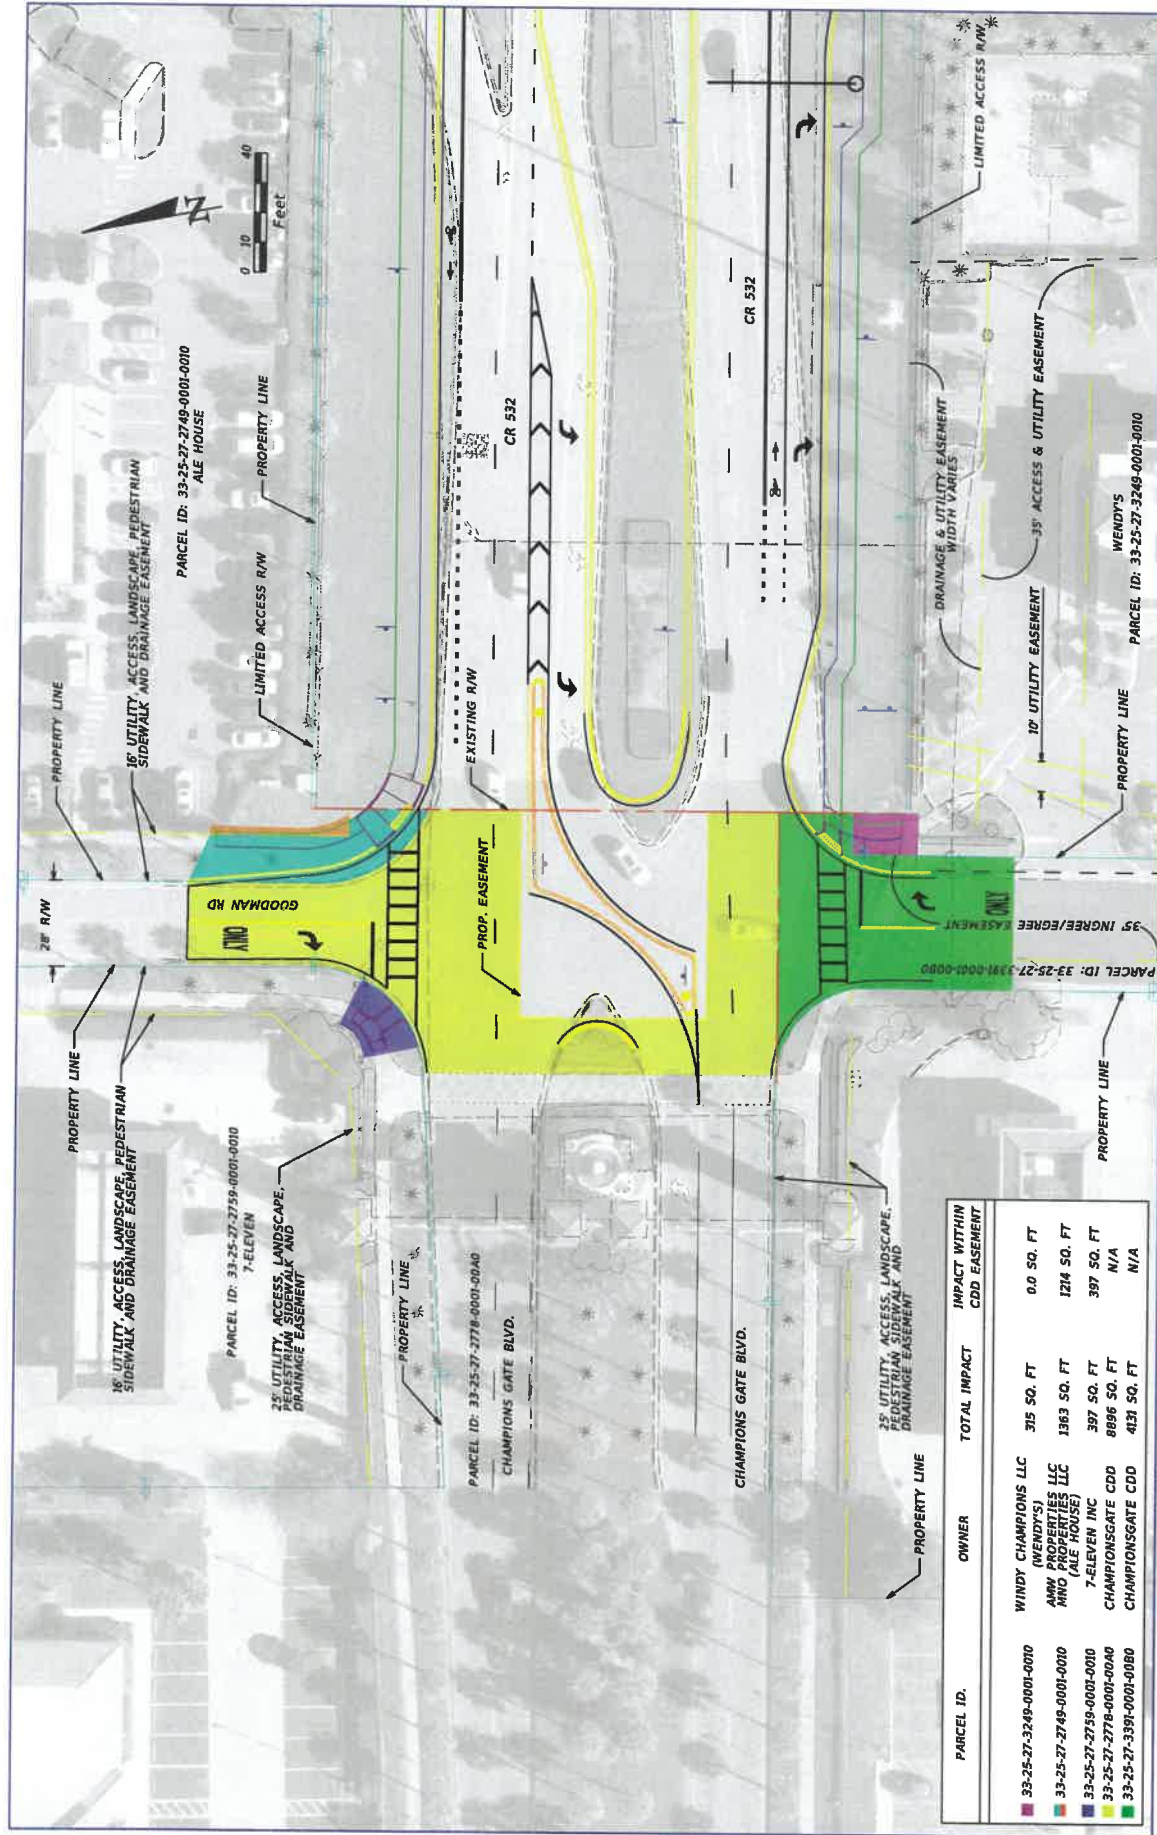 PROPERTY LINE
16' UTILITY, ACCESS, LANDSCAPE, PEDESTRIAN
SIDEWALK AND DRAINAGE EASEMENT
PARCEL ID: 33-25-27-2759-0001-0010
7-ELEVEN
25' UTILITY, ACCESS, LANDSCAPE,
PEDESTRIAN SIDEWALK AND
DRAINAGE EASEMENT
PROPERTY LINE
28' R/W
PROPERTY LINE
16' UTILITY, ACCESS, LANDSCAPE, PEDESTRIAN
SIDEWALK AND DRAINAGE EASEMENT
PARCEL ID: 33-25-27-2749-0001-0010
ALE HOUSE
PROPERTY LINE
LIMITED ACCESS R/W
N
0 10 40
Feet
GOODMAN RD
ONLY
EXISTING R/W
PROP. EASEMENT
CR 532
CR 532
PARCEL ID: 33-25-27-2778-0001-00A0
CHAMPIONS GATE BLVD.
CHAMPIONS GATE BLVD.
25' UTILITY, ACCESS, LANDSCAPE,
PEDESTRIAN SIDEWALK AND
DRAINAGE EASEMENT
PROPERTY LINE
PROPERTY LINE
ONLY
35' INGREE/EGREE EASEMENT
PARCEL ID: 33-25-27-3391-0001-00B0
PROPERTY LINE
10' UTILITY EASEMENT
DRAINAGE & UTILITY EASEMENT
WIDTH VARIES
35' ACCESS & UTILITY EASEMENT
WENDY'S
PARCEL ID: 33-25-27-3249-0001-0010
LIMITED ACCESS R/W
PARCEL ID. OWNER TOTAL IMPACT IMPACT WITHIN
CDD EASEMENT
33-25-27-3249-0001-0010 WINDY CHAMPIONS LLC 315 SQ. FT 0.0 SQ. FT
(WENDY'S)
AMW PROPERTIES LLC
33-25-27-2749-0001-0010 MNO PROPERTIES LLC 1363 SQ. FT 1214 SQ. FT
(ALE HOUSE)
33-25-27-2759-0001-0010 7-ELEVEN INC 397 SQ. FT 397 SQ. FT
33-25-27-2778-0001-00A0 CHAMPIONSGATE CDD 8896 SQ. FT N/A
33-25-27-3391-0001-00B0 CHAMPIONSGATE CDD 4131 SQ. FT N/A